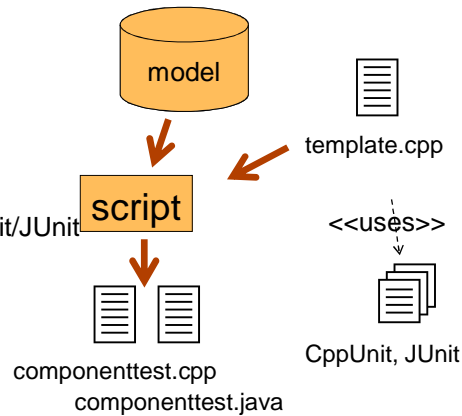 model
template.cpp
script
it/JUnit
<<uses>>
CppUnit, JUnit
componenttest.cpp
componenttest.java